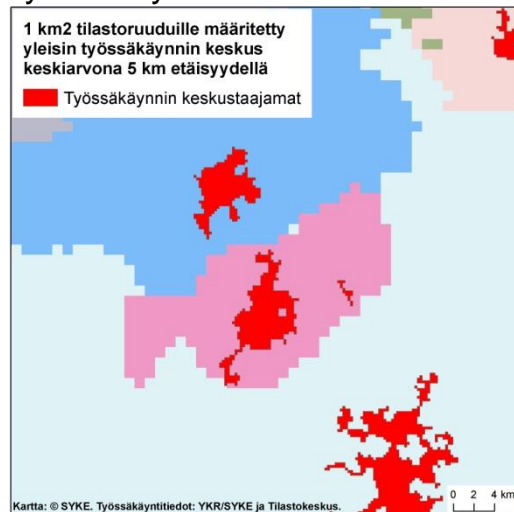 1 km2 tilastoruuduille määritetty
yleisin työssäkäynnin keskus
keskiarvona 5 km etäisyydellä
Työssäkäynnin keskustaajamat
Kartta: © SYKE. Työssäkäyntitiedot: YKR/SYKE ja Tilastokeskus.
0 2 4 km